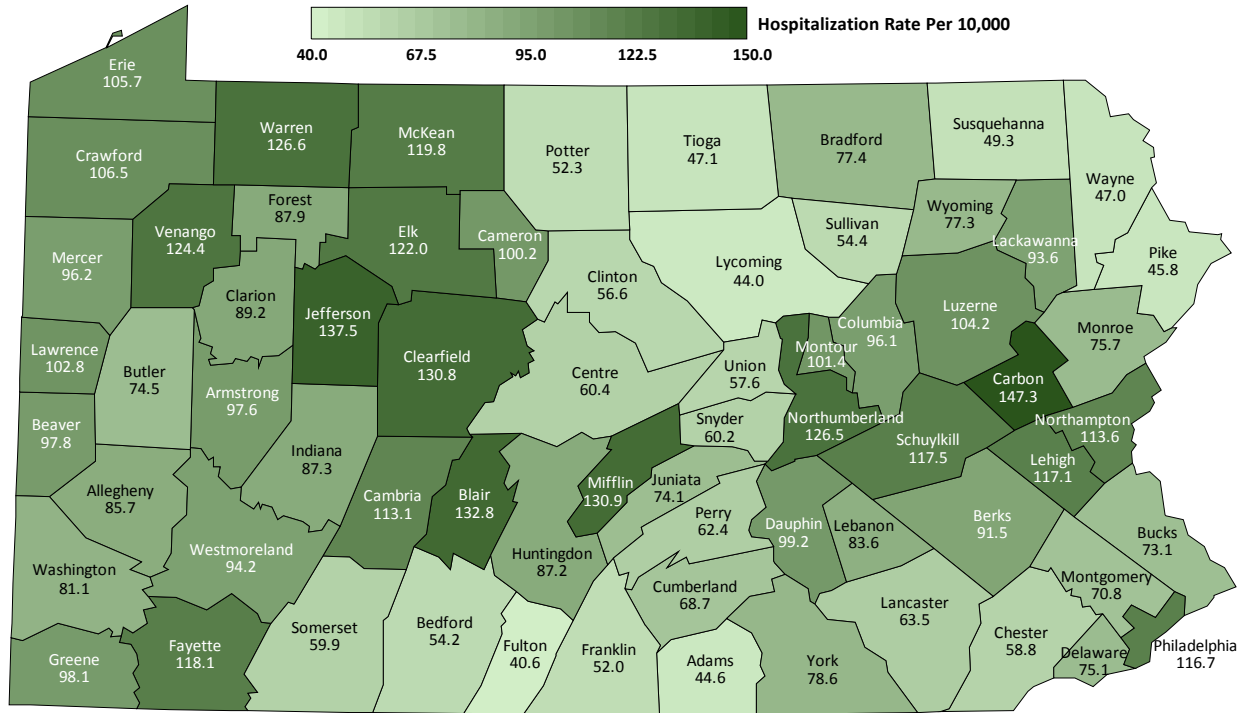 Hospitalization Rate Per 10,000
40.0 67.5 95.0 122.5 150.0
Erie
105.7
Crawford
106.5
Warren
126.6
McKean
119.8
Potter
52.3
Tioga
47.1
Bradford
77.4
Susquehanna
49.3
Wayne
47.0
Pike
45.8
Mercer
96.2
Venango
124.4
Forest
87.9
Elk
122.0
Cameron
100.2
Clinton
56.6
Lycoming
44.0
Sullivan
54.4
Wyoming
77.3
Lackawanna
93.6
Clarion
89.2
Jefferson
137.5
Clearfield
130.8
Centre
60.4
Union
57.6
Montour
101.4
Columbia
96.1
Luzerne
104.2
Monroe
75.7
Carbon
147.3
Lawrence
102.8
Butler
74.5
Armstrong
97.6
Snyder
60.2
Northumberland
126.5
Schuylkill
117.5
Northampton
113.6
Lehigh
117.1
Beaver
97.8
Allegheny
85.7
Indiana
87.3
Cambria
113.1
Blair
132.8
Mifflin
130.9
Juniata
74.1
Perry
62.4
Dauphin
99.2
Lebanon
83.6
Berks
91.5
Bucks
73.1
Washington
81.1
Westmoreland
94.2
Huntingdon
87.2
Cumberland
68.7
Lancaster
63.5
Montgomery
70.8
Greene
98.1
Fayette
118.1
Somerset
59.9
Bedford
54.2
Fulton
40.6
Franklin
52.0
Adams
44.6
York
78.6
Chester
58.8
Delaware
75.1
Philadelphia
116.7